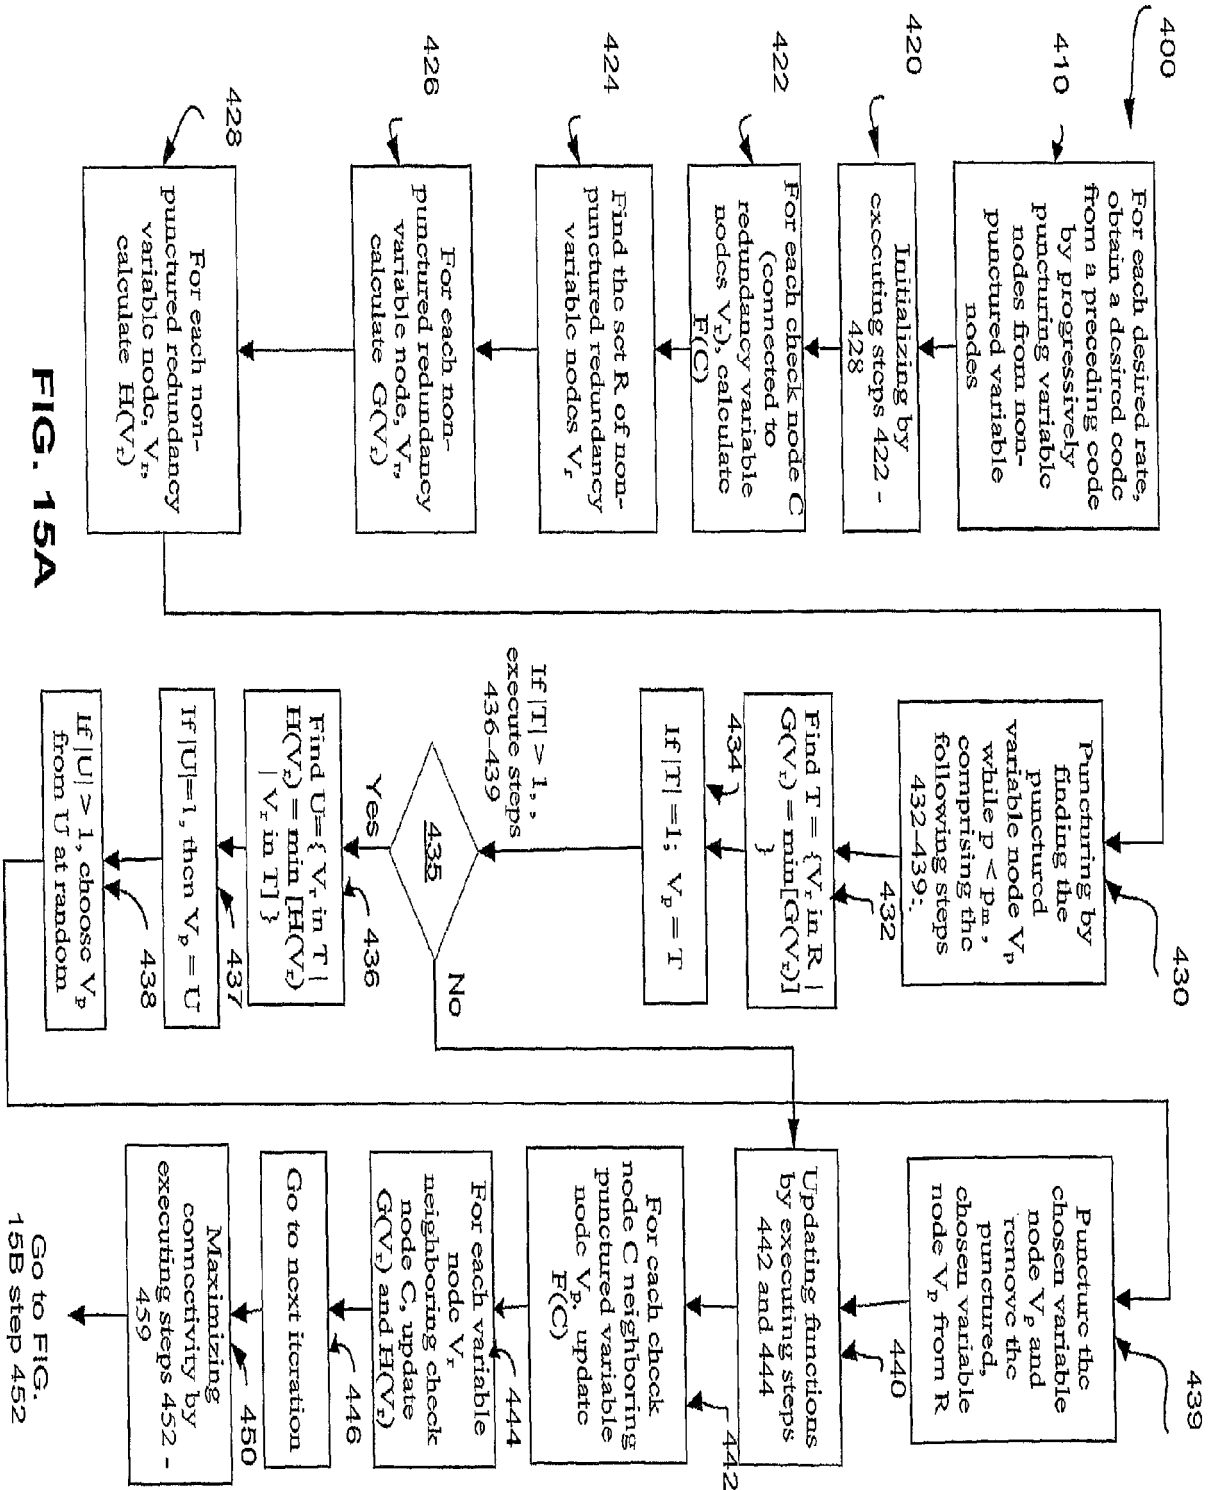 400
410
For each desired rate,
obtain a desired code
from a preceding code
by progressively
puncturing variable
nodes from non-
punctured variable
nodes
420
Initializing by
executing steps 422 -
428
422
For each check node C
(connected to
redundancy variable
nodes Vr), calculate
F(C)
424
Find the set R of non-
punctured redundancy
variable nodes Vr
426
For each non-
punctured redundancy
variable node, Vr,
calculate G(Vr)
428
For each non-
punctured redundancy
variable node, Vr,
calculate H(Vr)
430
Puncturing by
finding the
punctured
variable node Vp
while p < pm ,
comprising the
following steps
432-439:.
432
Find T = {Vr in R |
G(Vr) = min[G(Vr)]
}
434
If |T| =1; Vp = T
If |T| > 1, ,
execute steps
436-439
435
Yes
No
436
Find U= { Vr in T |
H(Vr) = min [H(Vr)
| Vr in T] }
437
If |U|=1, then Vp = U
438
If |U| > 1, choose Vp
from U at random
439
Puncture the
chosen variable
node Vp and
remove the
punctured,
chosen variable
node Vp from R
440
Updating functions
by executing steps
442 and 444
442
For each check
node C neighboring
punctured variable
node Vp, update
F(C)
444
For each variable
node Vr
neighboring check
node C, update
G(Vr) and H(Vr)
446
Go to next iteration
450
Maximizing
connectivity by
executing steps 452 -
459
Go to FIG.
15B step 452
FIG. 15A